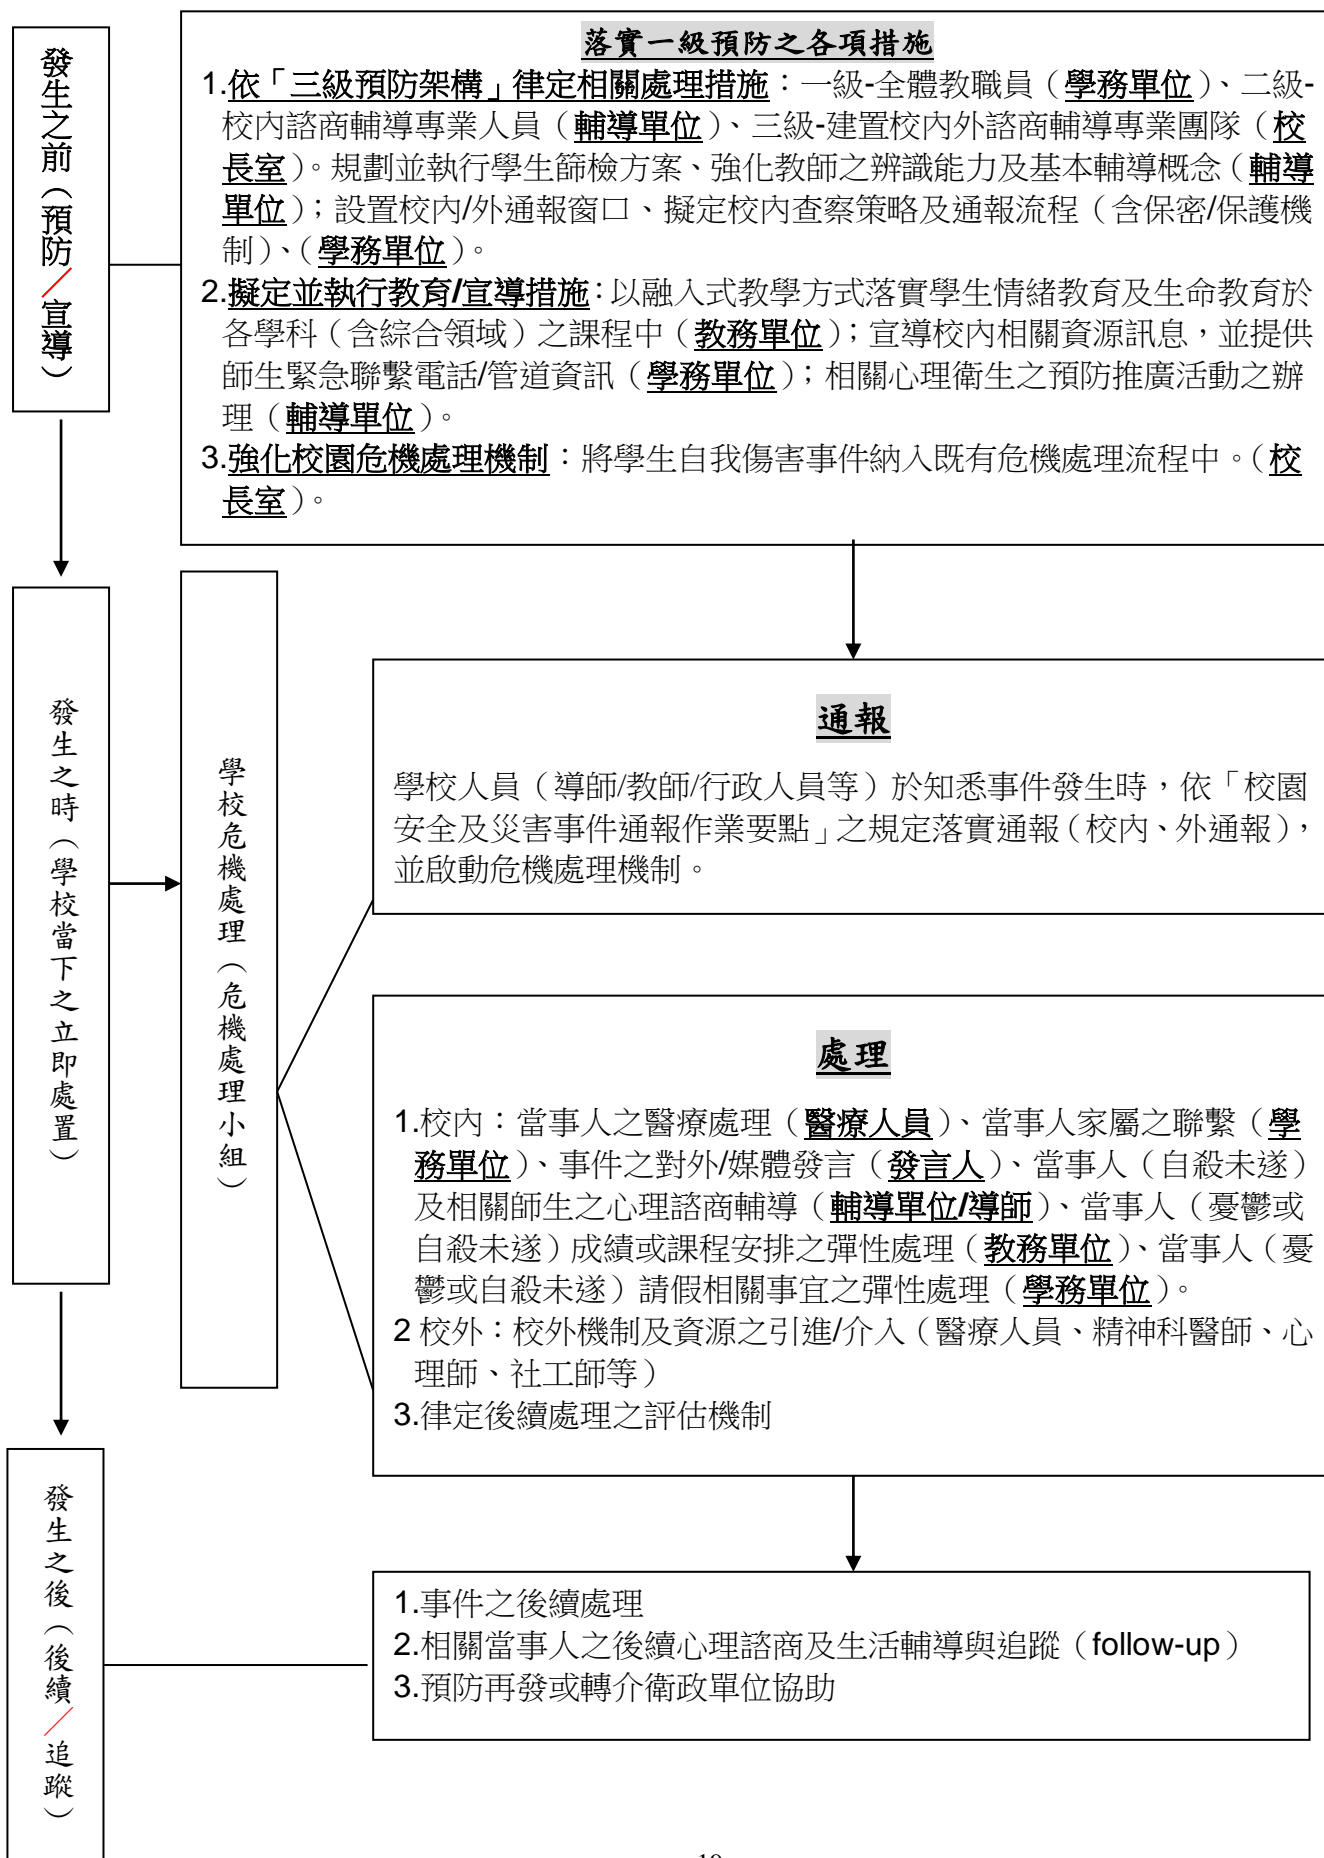 發生之前（預防／宣導）
落實一級預防之各項措施
1.依「三級預防架構」律定相關處理措施：一級-全體教職員（學務單位）、二級-
校內諮商輔導專業人員（輔導單位）、三級-建置校內外諮商輔導專業團隊（校
長室）。規劃並執行學生篩檢方案、強化教師之辨識能力及基本輔導概念（輔導
單位）；設置校內/外通報窗口、擬定校內查察策略及通報流程（含保密/保護機
制）、（學務單位）。
2.擬定並執行教育/宣導措施：以融入式教學方式落實學生情緒教育及生命教育於
各學科（含綜合領域）之課程中（教務單位）；宣導校內相關資源訊息，並提供
師生緊急聯繫電話/管道資訊（學務單位）；相關心理衛生之預防推廣活動之辦
理（輔導單位）。
3.強化校園危機處理機制：將學生自我傷害事件納入既有危機處理流程中。（校
長室）。
發生之時（學校當下之立即處置）
學校危機處理（危機處理小組）
通報
學校人員（導師/教師/行政人員等）於知悉事件發生時，依「校園
安全及災害事件通報作業要點」之規定落實通報（校內、外通報），
並啟動危機處理機制。
處理
1.校內：當事人之醫療處理（醫療人員）、當事人家屬之聯繫（學
務單位）、事件之對外/媒體發言（發言人）、當事人（自殺未遂）
及相關師生之心理諮商輔導（輔導單位/導師）、當事人（憂鬱或
自殺未遂）成績或課程安排之彈性處理（教務單位）、當事人（憂
鬱或自殺未遂）請假相關事宜之彈性處理（學務單位）。
2 校外：校外機制及資源之引進/介入（醫療人員、精神科醫師、心
理師、社工師等）
3.律定後續處理之評估機制
發生之後（後續／追蹤）
1.事件之後續處理
2.相關當事人之後續心理諮商及生活輔導與追蹤（follow-up）
3.預防再發或轉介衛政單位協助